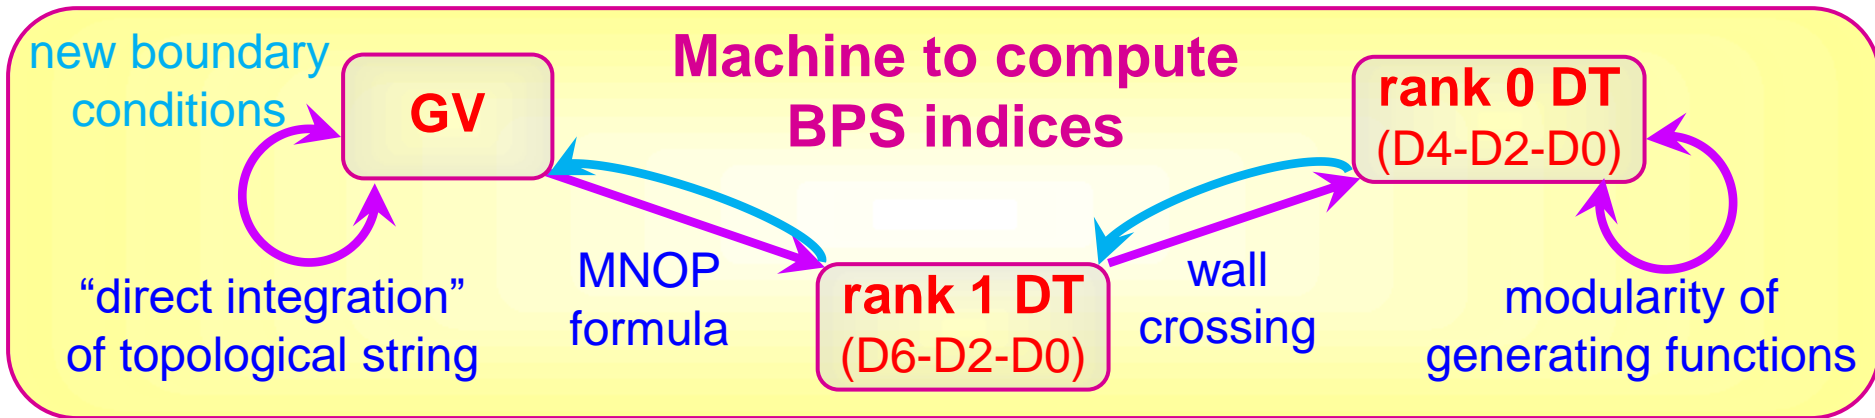 Machine to compute
BPS indices
new boundary
conditions
GV
“direct integration”
of topological string
MNOP
formula
rank 1 DT
(D6-D2-D0)
wall
crossing
rank 0 DT
(D4-D2-D0)
modularity of
generating functions